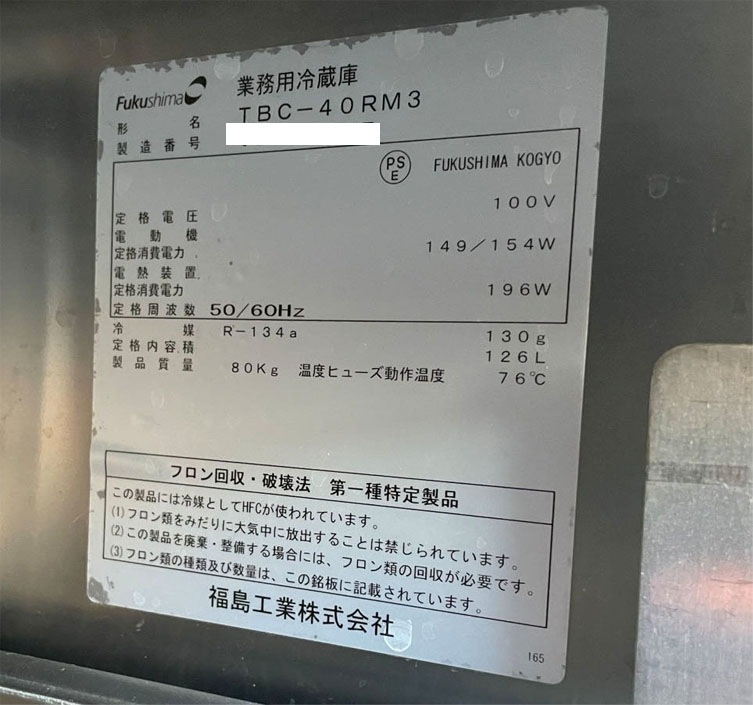 Fukushima 業務用冷蔵庫
形名 TBC-40RM3
製造番号
PS E FUKUSHIMA KOGYO
定格電圧 100V
電動機
定格消費電力 149/154W
電熱装置
定格消費電力 196W
定格周波数 50/60Hz
冷媒 R-134a 130g
定格内容積 126L
製品質量 80Kg 温度ヒューズ動作温度 76℃
フロン回収・破壊法 第一種特定製品
この製品には冷媒としてHFCが使われています。
(1)フロン類をみだりに大気中に放出することは禁じられています。
(2)この製品を廃棄・整備する場合には、フロン類の回収が必要です。
(3)フロン類の種類及び数量は、この銘板に記載されています。
福島工業株式会社
165